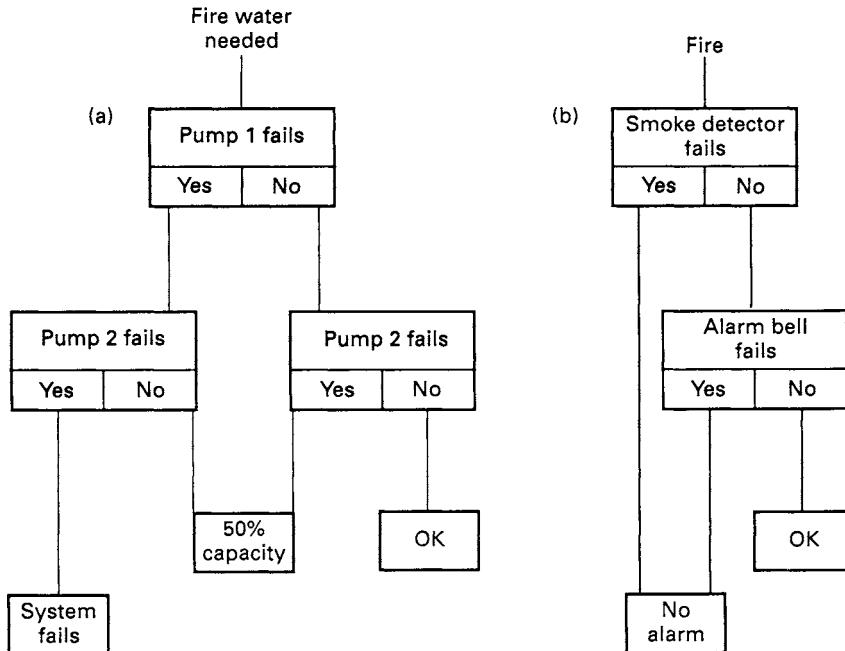 Fire water
needed
(a)
Pump 1 fails
Yes No
Pump 2 fails
Yes No
Pump 2 fails
Yes No
50%
capacity
OK
System
fails
Fire
(b)
Smoke detector
fails
Yes No
Alarm bell
fails
Yes No
OK
No
alarm